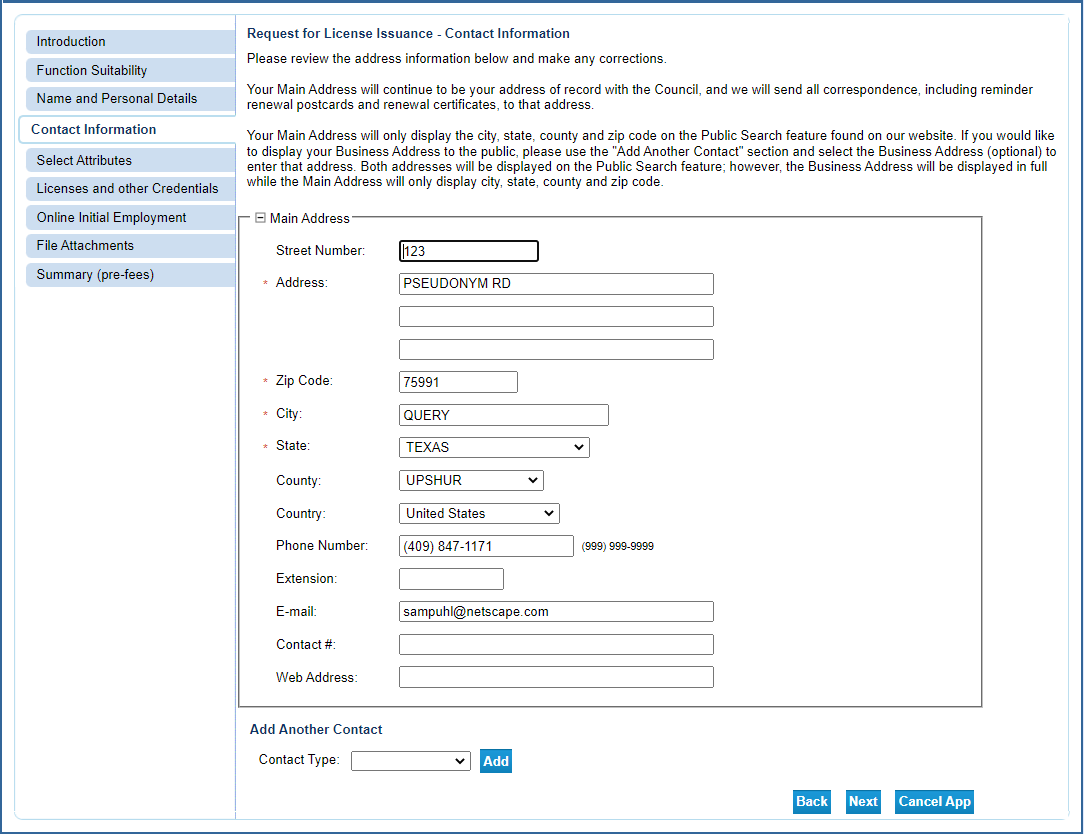 Introduction
Function Suitability
Name and Personal Details
Contact Information
Select Attributes
Licenses and other Credentials
Online Initial Employment
File Attachments
Summary (pre-fees)
Request for License Issuance - Contact Information
Please review the address information below and make any corrections.
Your Main Address will continue to be your address of record with the Council, and we will send all correspondence, including reminder
renewal postcards and renewal certificates, to that address.
Your Main Address will only display the city, state, county and zip code on the Public Search feature found on our website. If you would like
to display your Business Address to the public, please use the "Add Another Contact" section and select the Business Address (optional) to
enter that address. Both addresses will be displayed on the Public Search feature; however, the Business Address will be displayed in full
while the Main Address will only display city, state, county and zip code.
Main Address
Street Number: 123
* Address: PSEUDONYM RD
* Zip Code: 75991
* City: QUERY
* State: TEXAS
County: UPSHUR
Country: United States
Phone Number: (409) 847-1171 (999) 999-9999
Extension:
E-mail: sampuhl@netscape.com
Contact #:
Web Address:
Add Another Contact
Contact Type: Add
Back Next Cancel App